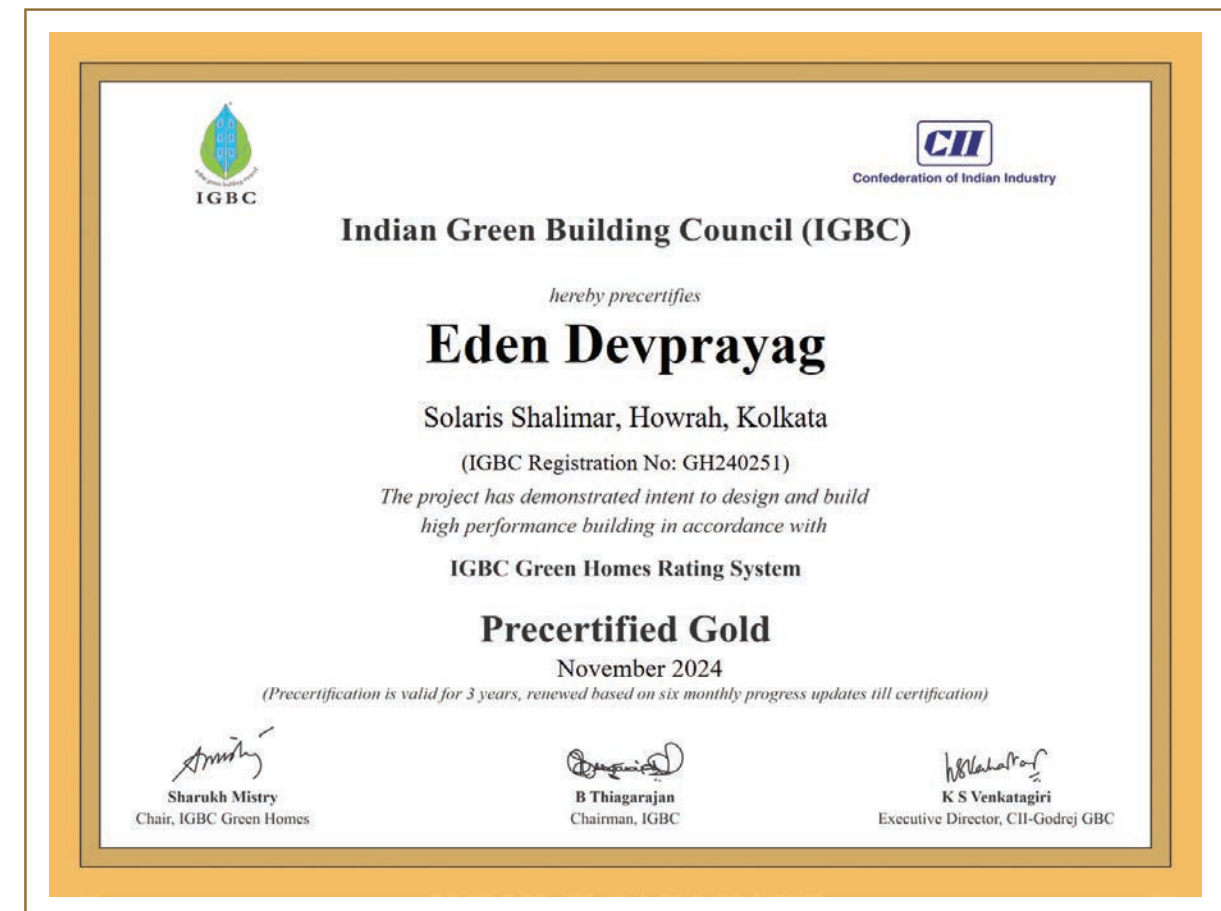 IGBC
CII
Confederation of Indian Industry
Indian Green Building Council (IGBC)
hereby precertifies
Eden Devprayag
Solaris Shalimar, Howrah, Kolkata
(IGBC Registration No: GH240251)
The project has demonstrated intent to design and build
high performance building in accordance with
IGBC Green Homes Rating System
Precertified Gold
November 2024
(Precertification is valid for 3 years, renewed based on six monthly progress updates till certification)
Sharukh Mistry
Chair, IGBC Green Homes
B Thiagarajan
Chairman, IGBC
K S Venkatagiri
Executive Director, CII-Godrej GBC